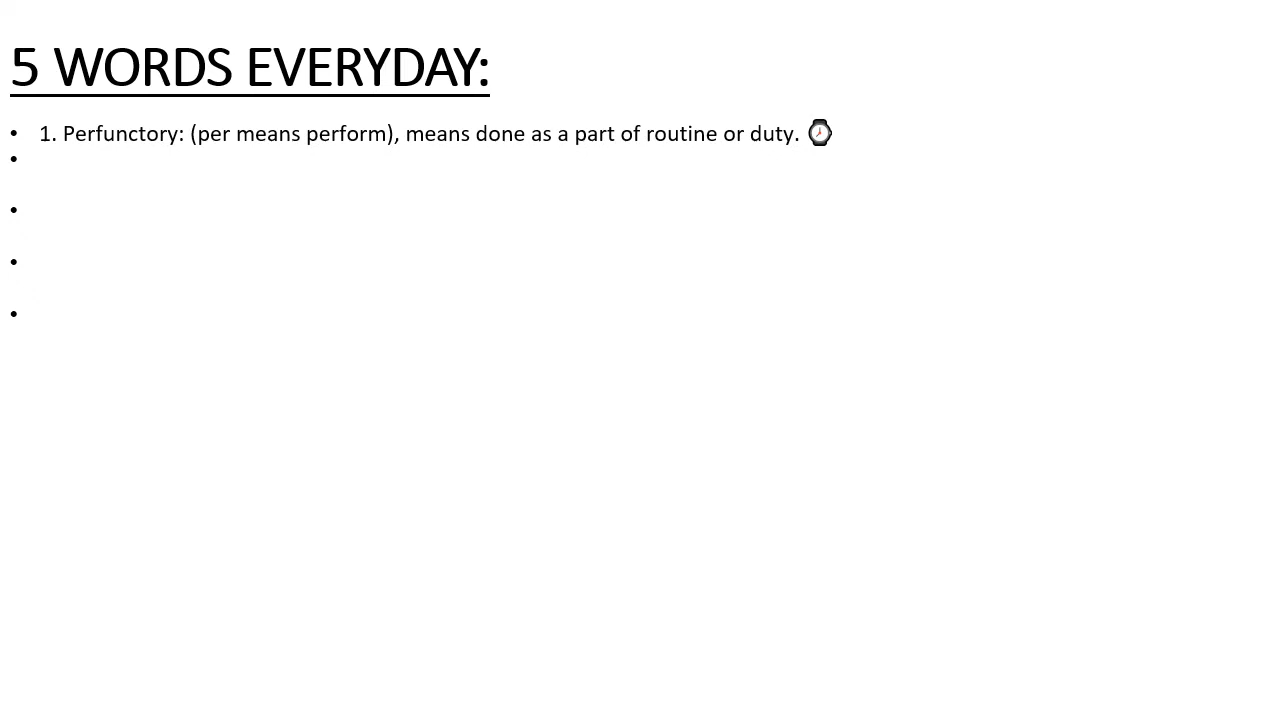 5 WORDS EVERYDAY:
• 1. Perfunctory: (per means perform), means done as a part of routine or duty. ⌚
•
•
•
•